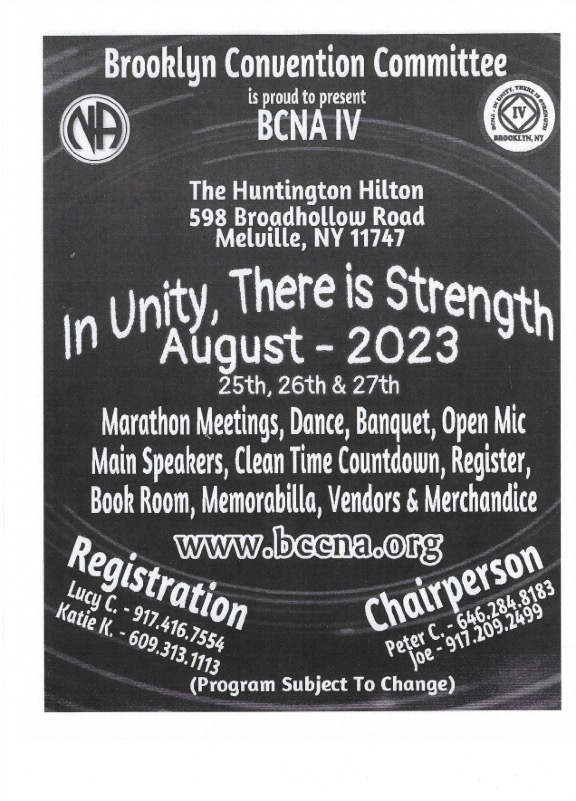 Brooklyn Convention Committee
is proud to present
BCNA IV
NA
BCNA - IN UNITY, THERE IS STRENGTH
IV
BROOKLYN, NY
The Huntington Hilton
598 Broadhollow Road
Melville, NY 11747
In Unity, There is Strength
August - 2023
25th, 26th & 27th
Marathon Meetings, Dance, Banquet, Open Mic
Main Speakers, Clean Time Countdown, Register,
Book Room, Memorabilla, Vendors & Merchandice
www.bccna.org
Registration
Lucy C. - 917.416.7554
Katie K. - 609.313.1113
Chairperson
Peter C. - 646.284.8183
Joe - 917.209.2499
(Program Subject To Change)